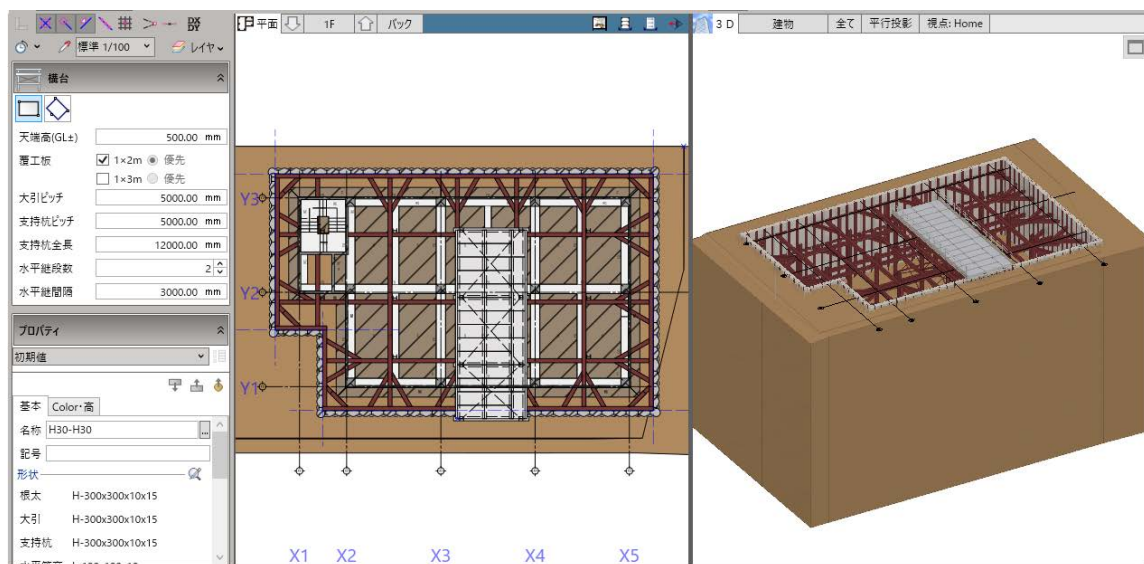 DXF
標準 1/100
レイヤ
構台
天端高(GL±) 500.00 mm
覆工板 1×2m 優先
1×3m 優先
大引ピッチ 5000.00 mm
支持杭ピッチ 5000.00 mm
支持杭全長 12000.00 mm
水平継段数 2
水平継間隔 3000.00 mm
プロパティ
初期値
基本 Color・高
名称 H30-H30 ...
記号
形状
根太 H-300x300x10x15
大引 H-300x300x10x15
支持杭 H-300x300x10x15
平面 1F バック
Y3
Y2
Y1
X1 X2 X3 X4 X5
3D 建物 全て 平行投影 視点: Home